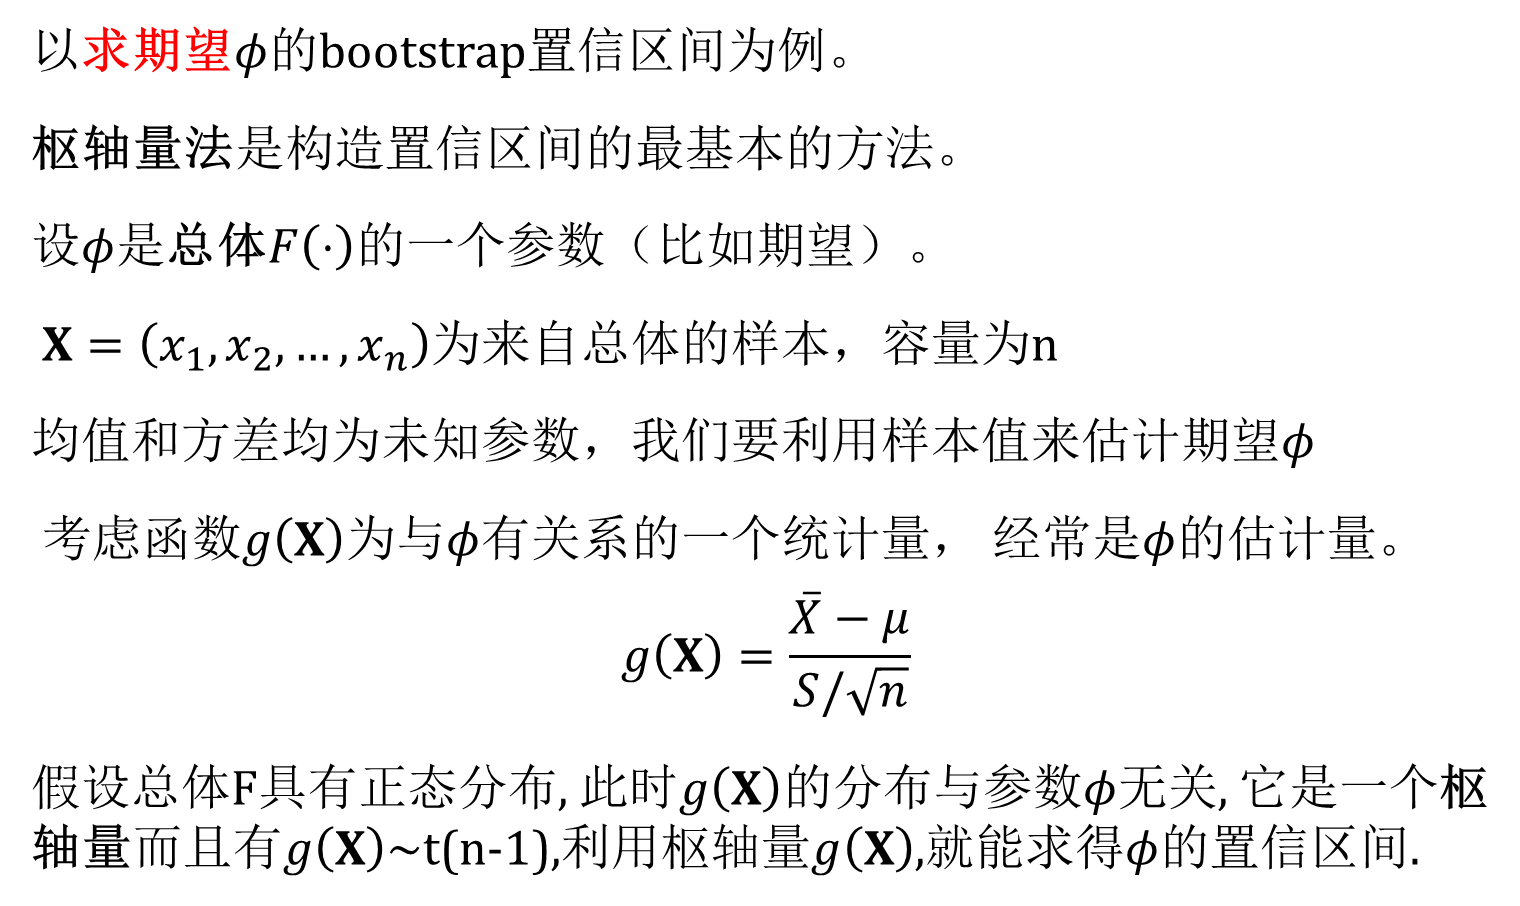 以求期望ϕ的bootstrap置信区间为例。
枢轴量法是构造置信区间的最基本的方法。
设ϕ是总体F(·)的一个参数（比如期望）。
X = (x₁, x₂, … , xₙ)为来自总体的样本，容量为n
均值和方差均为未知参数，我们要利用样本值来估计期望ϕ
考虑函数g(X)为与ϕ有关系的一个统计量， 经常是ϕ的估计量。
g(X) = (X̄ − μ) / (S/√n)
假设总体F具有正态分布, 此时g(X)的分布与参数ϕ无关, 它是一个枢
轴量而且有g(X)~t(n-1),利用枢轴量g(X),就能求得ϕ的置信区间.